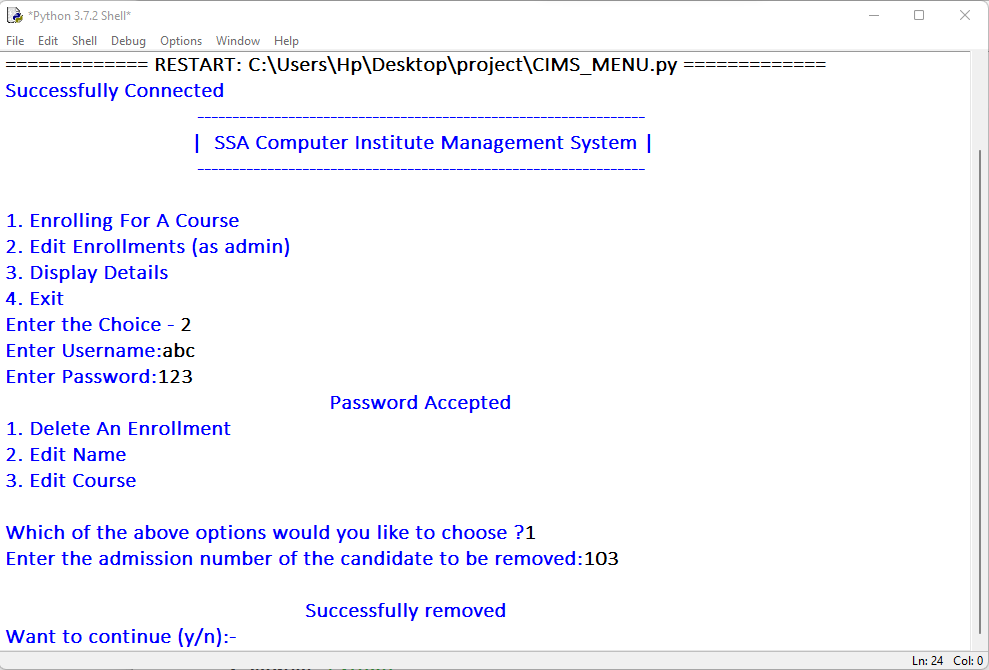 *Python 3.7.2 Shell*
File Edit Shell Debug Options Window Help
============= RESTART: C:\Users\Hp\Desktop\project\CIMS_MENU.py =============
Successfully Connected
----------------------------------------------------------------
| SSA Computer Institute Management System |
----------------------------------------------------------------
1. Enrolling For A Course
2. Edit Enrollments (as admin)
3. Display Details
4. Exit
Enter the Choice - 2
Enter Username:abc
Enter Password:123
Password Accepted
1. Delete An Enrollment
2. Edit Name
3. Edit Course
Which of the above options would you like to choose ?1
Enter the admission number of the candidate to be removed:103
Successfully removed
Want to continue (y/n):-
Ln: 24 Col: 0